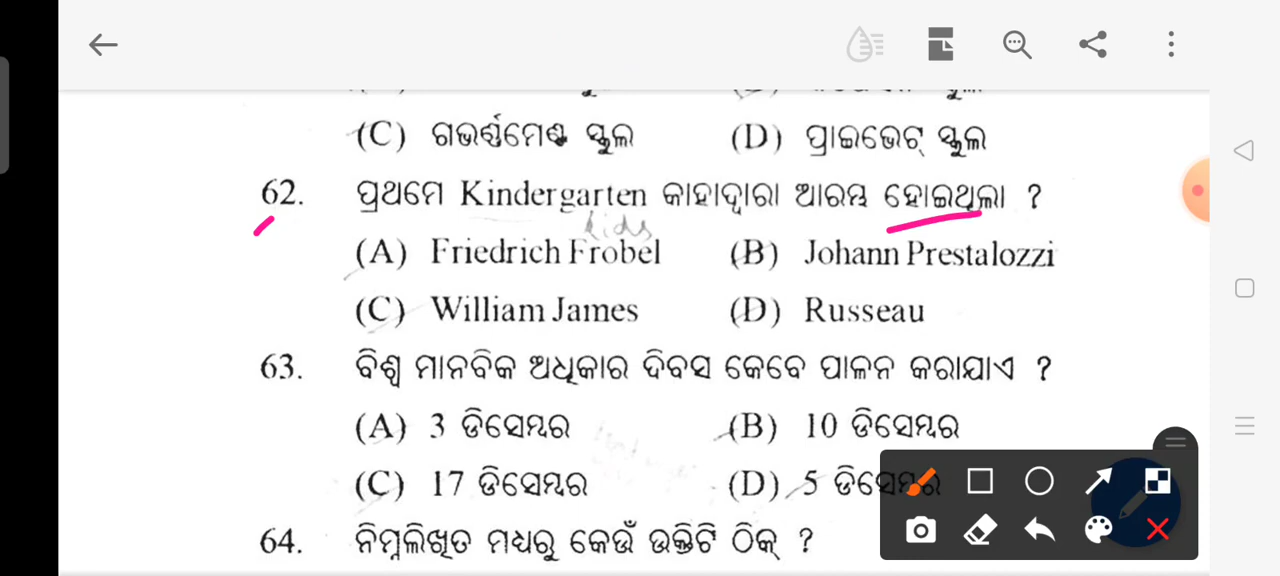 (C) ଗଭର୍ଣ୍ଣମେଣ୍ଟ ସ୍କୁଲ (D) ପ୍ରାଇଭେଟ୍ ସ୍କୁଲ
62. ପ୍ରଥମେ Kindergarten କାହାଦ୍ୱାରା ଆରମ୍ଭ ହୋଇଥିଲା ?
kids
(A) Friedrich Frobel (B) Johann Prestalozzi
(C) William James (D) Russeau
63. ବିଶ୍ୱ ମାନବିକ ଅଧିକାର ଦିବସ କେବେ ପାଳନ କରାଯାଏ ?
(A) 3 ଡିସେମ୍ବର (B) 10 ଡିସେମ୍ବର
(C) 17 ଡିସେମ୍ବର (D) 5 ଡିସେମ୍ବର
64. ନିମ୍ନଲିଖିତ ମଧ୍ୟରୁ କେଉଁ ଉକ୍ତିଟି ଠିକ୍ ?